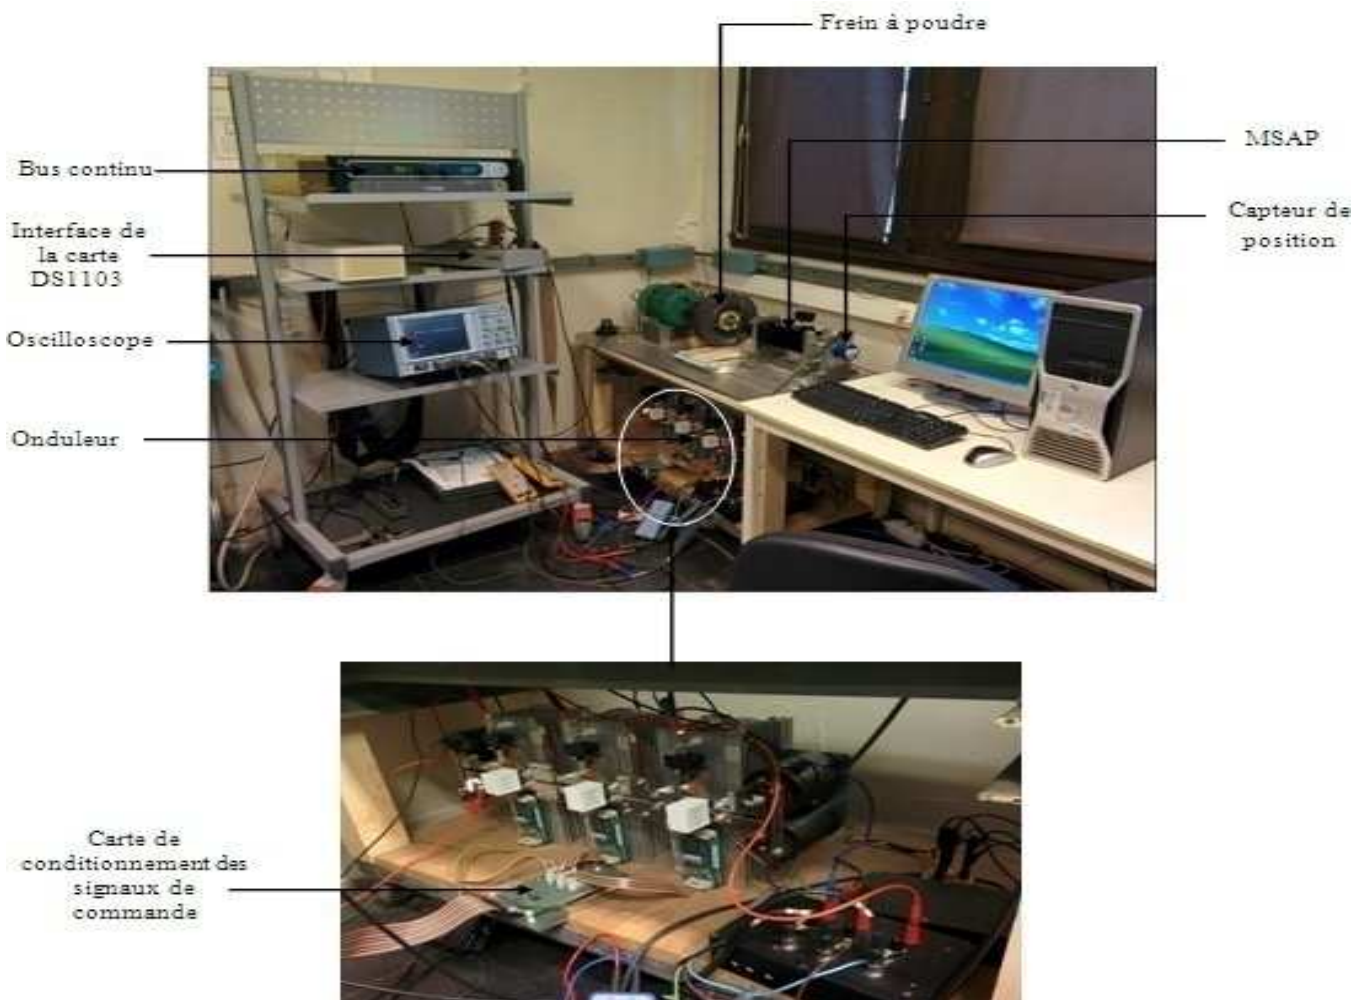 Frein à poudre
MSAP
Bus continu
Capteur de
position
Interface de
la carte
DS1103
Oscilloscope
Onduleur
Carte de
conditionnement des
signaux de
commande